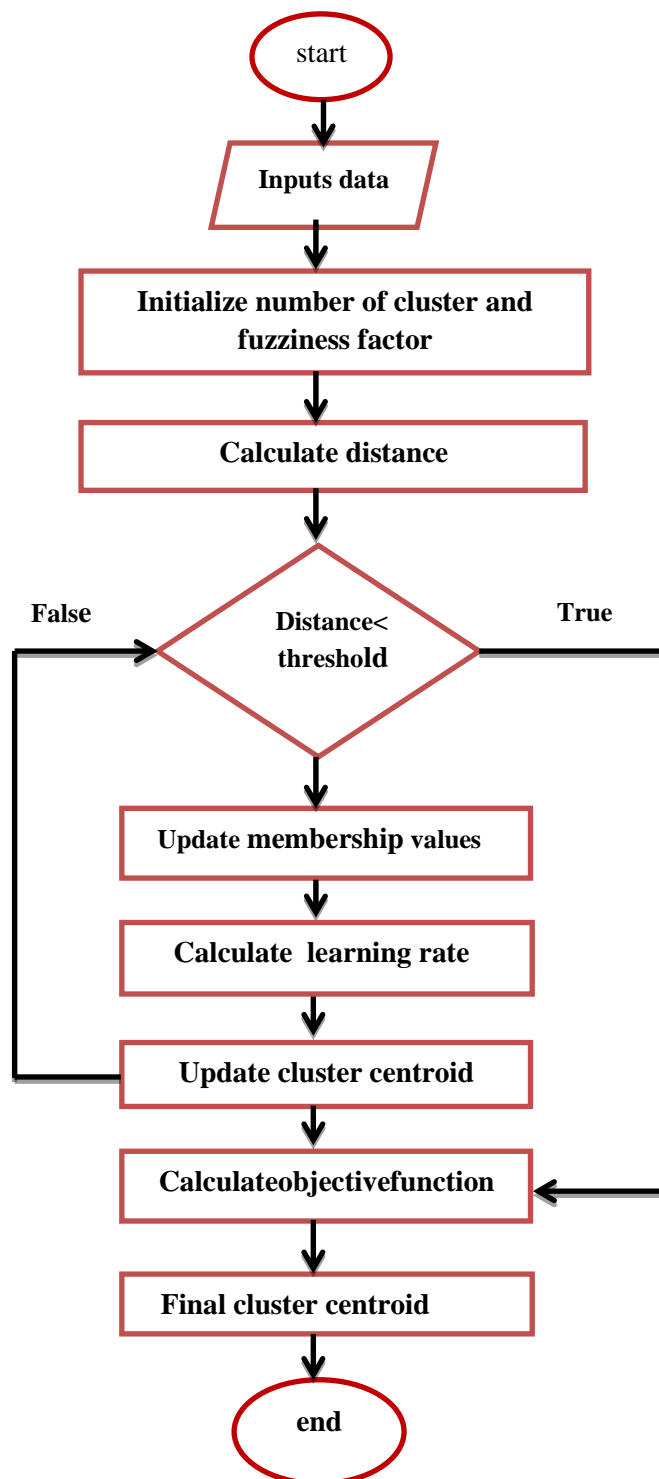 start
Inputs data
Initialize number of cluster and
fuzziness factor
Calculate distance
False
Distance<
threshold
True
Update membership values
Calculate learning rate
Update cluster centroid
Calculateobjectivefunction
Final cluster centroid
end